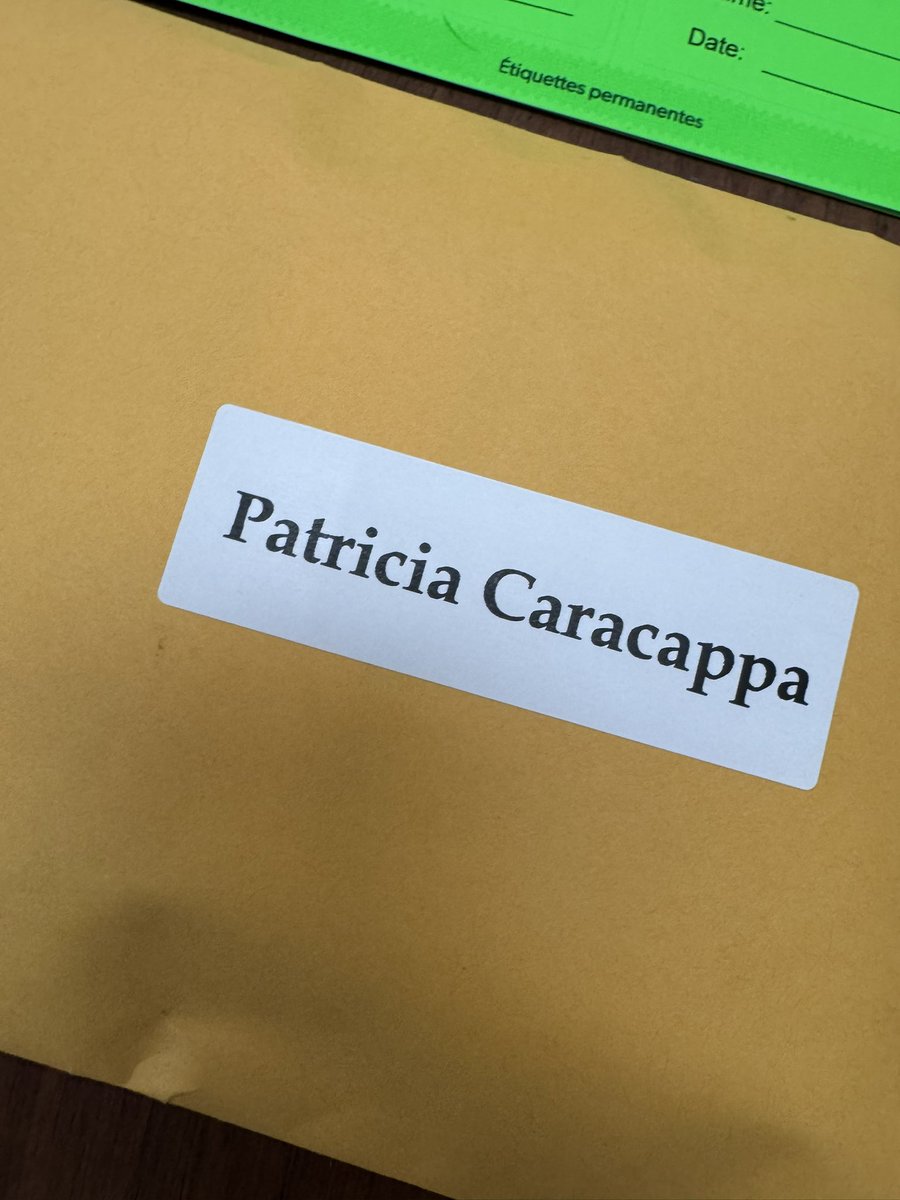 Date:
Étiquettes permanentes
Patricia Caracappa